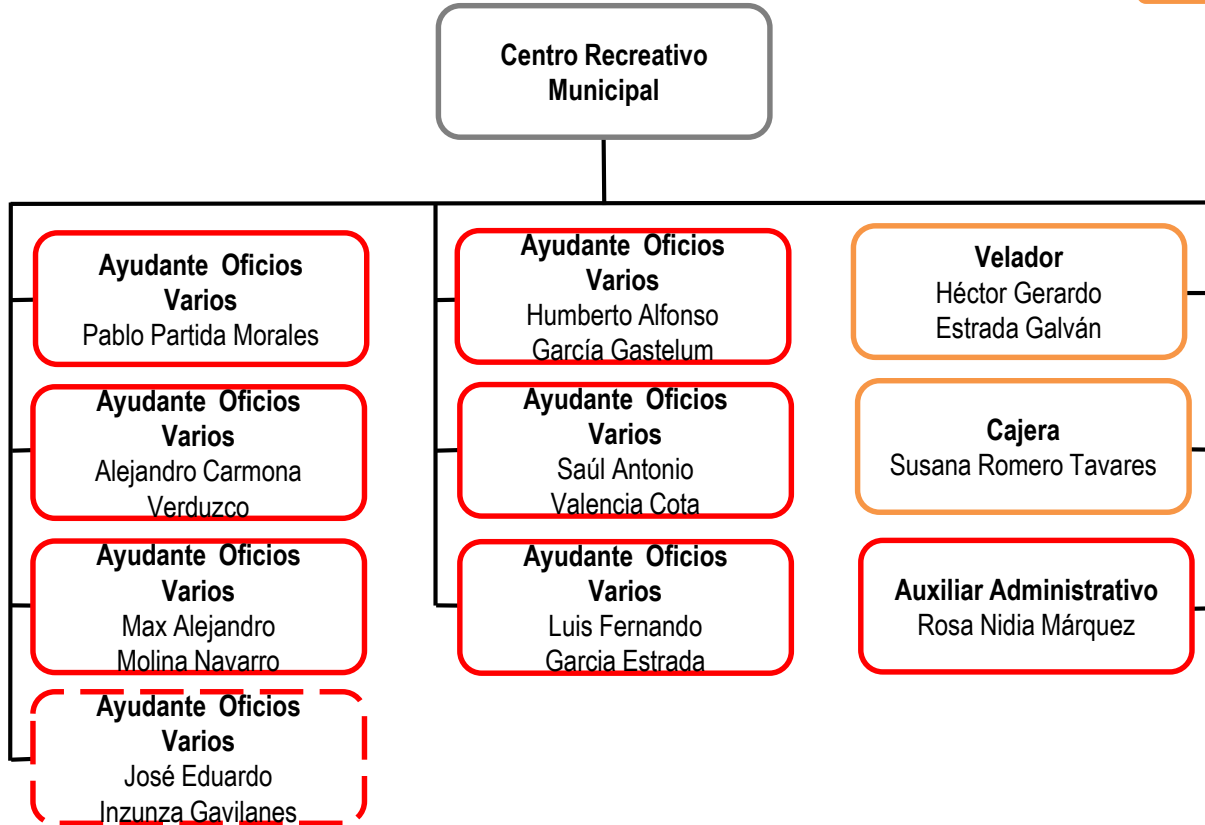 Centro Recreativo
Municipal
Ayudante Oficios
Varios
Pablo Partida Morales
Ayudante Oficios
Varios
Alejandro Carmona
Verduzco
Ayudante Oficios
Varios
Max Alejandro
Molina Navarro
Ayudante Oficios
Varios
José Eduardo
Inzunza Gavilanes
Ayudante Oficios
Varios
Humberto Alfonso
García Gastelum
Ayudante Oficios
Varios
Saúl Antonio
Valencia Cota
Ayudante Oficios
Varios
Luis Fernando
Garcia Estrada
Velador
Héctor Gerardo
Estrada Galván
Cajera
Susana Romero Tavares
Auxiliar Administrativo
Rosa Nidia Márquez